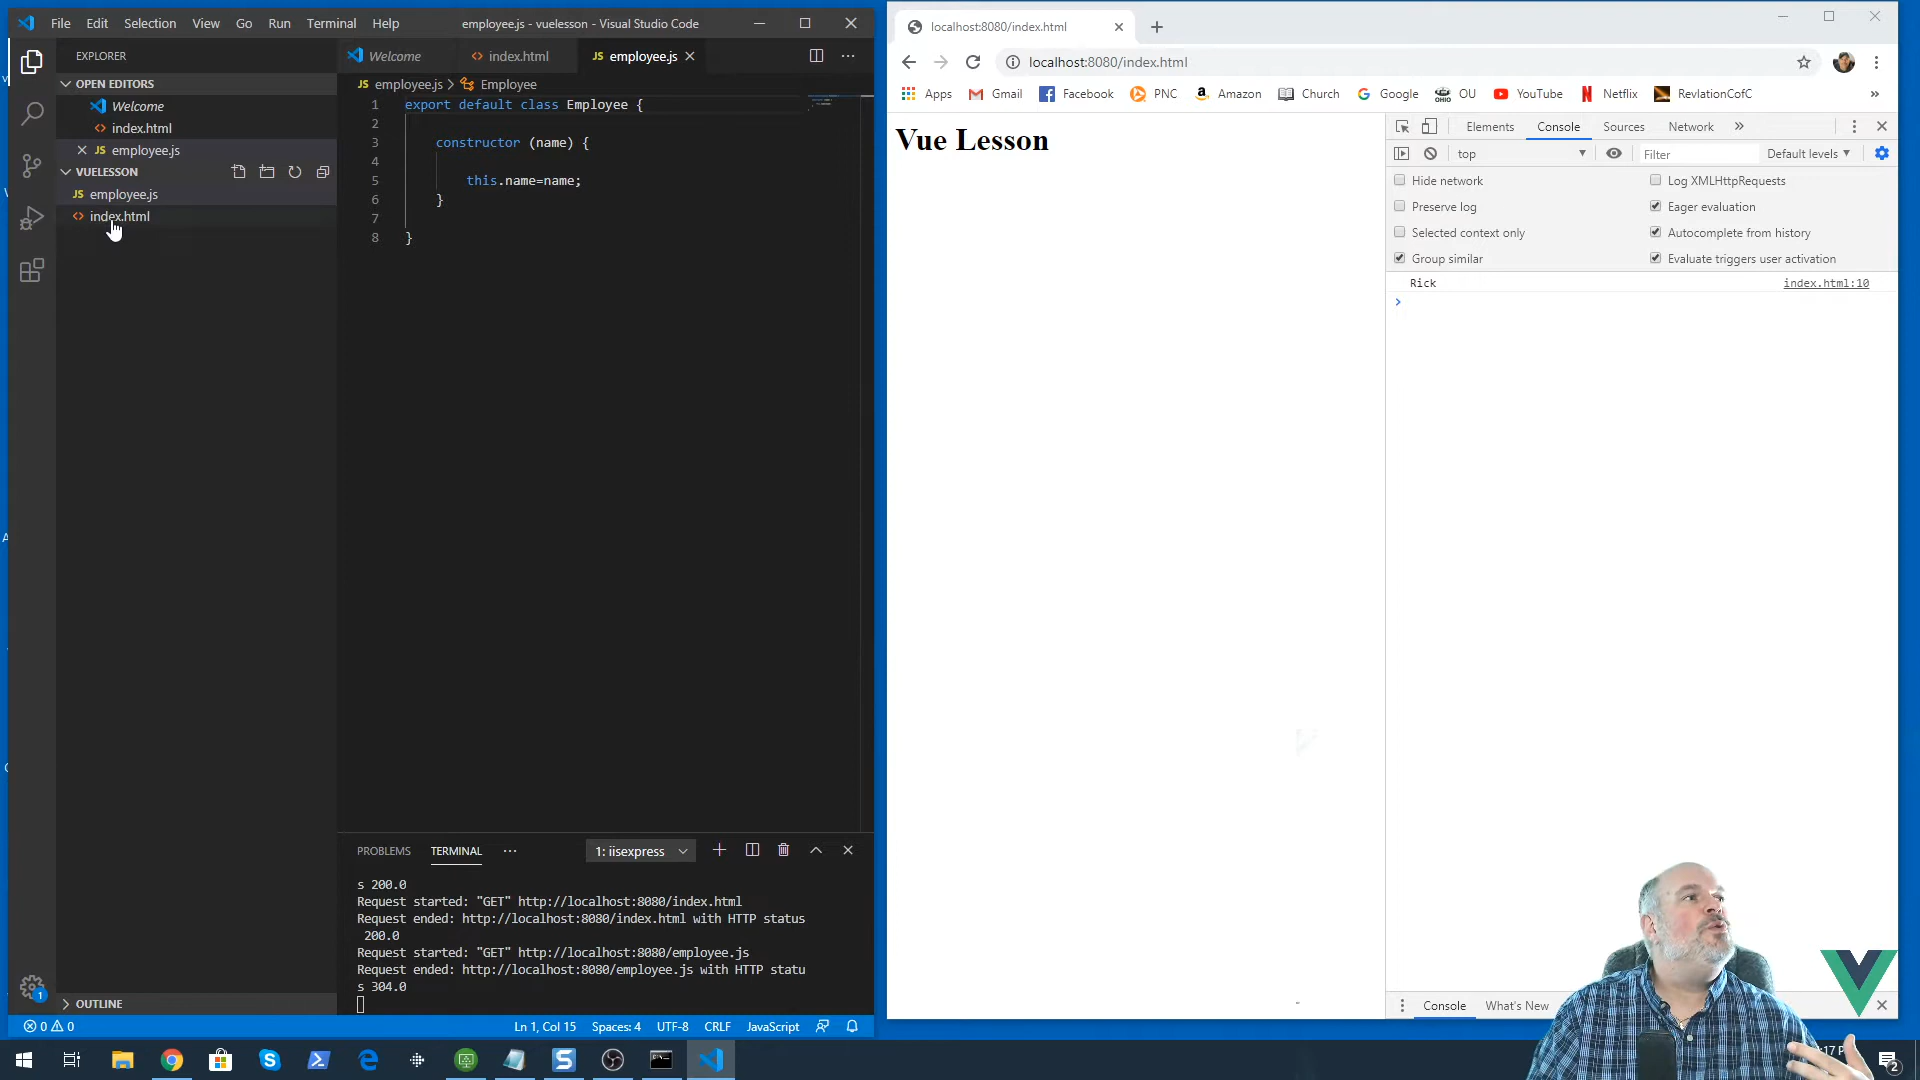 File Edit Selection View Go Run Terminal Help employee.js - vuelesson - Visual Studio Code
EXPLORER
OPEN EDITORS
Welcome
index.html
employee.js
VUELESSON
employee.js
index.html
OUTLINE
Welcome index.html JS employee.js
JS employee.js > Employee
1 export default class Employee {
2
3 constructor (name) {
4
5 this.name=name;
6 }
7
8 }
PROBLEMS TERMINAL ··· 1: iisexpress
s 200.0
Request started: "GET" http://localhost:8080/index.html
Request ended: http://localhost:8080/index.html with HTTP status
200.0
Request started: "GET" http://localhost:8080/employee.js
Request ended: http://localhost:8080/employee.js with HTTP statu
s 304.0
0 0 Ln 1, Col 15 Spaces: 4 UTF-8 CRLF JavaScript
localhost:8080/index.html
localhost:8080/index.html
Apps Gmail Facebook PNC Amazon Church Google OU YouTube Netflix RevlationCofC »
Vue Lesson
Elements Console Sources Network »
top Filter Default levels
Hide network Log XMLHttpRequests
Preserve log Eager evaluation
Selected context only Autocomplete from history
Group similar Evaluate triggers user activation
Rick index.html:10
Console What's New